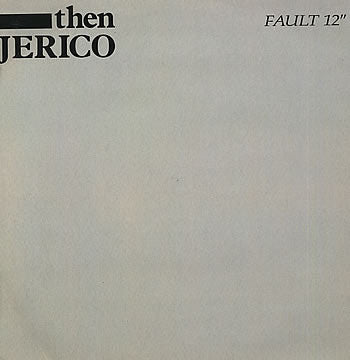 then
JERICO
FAULT 12"